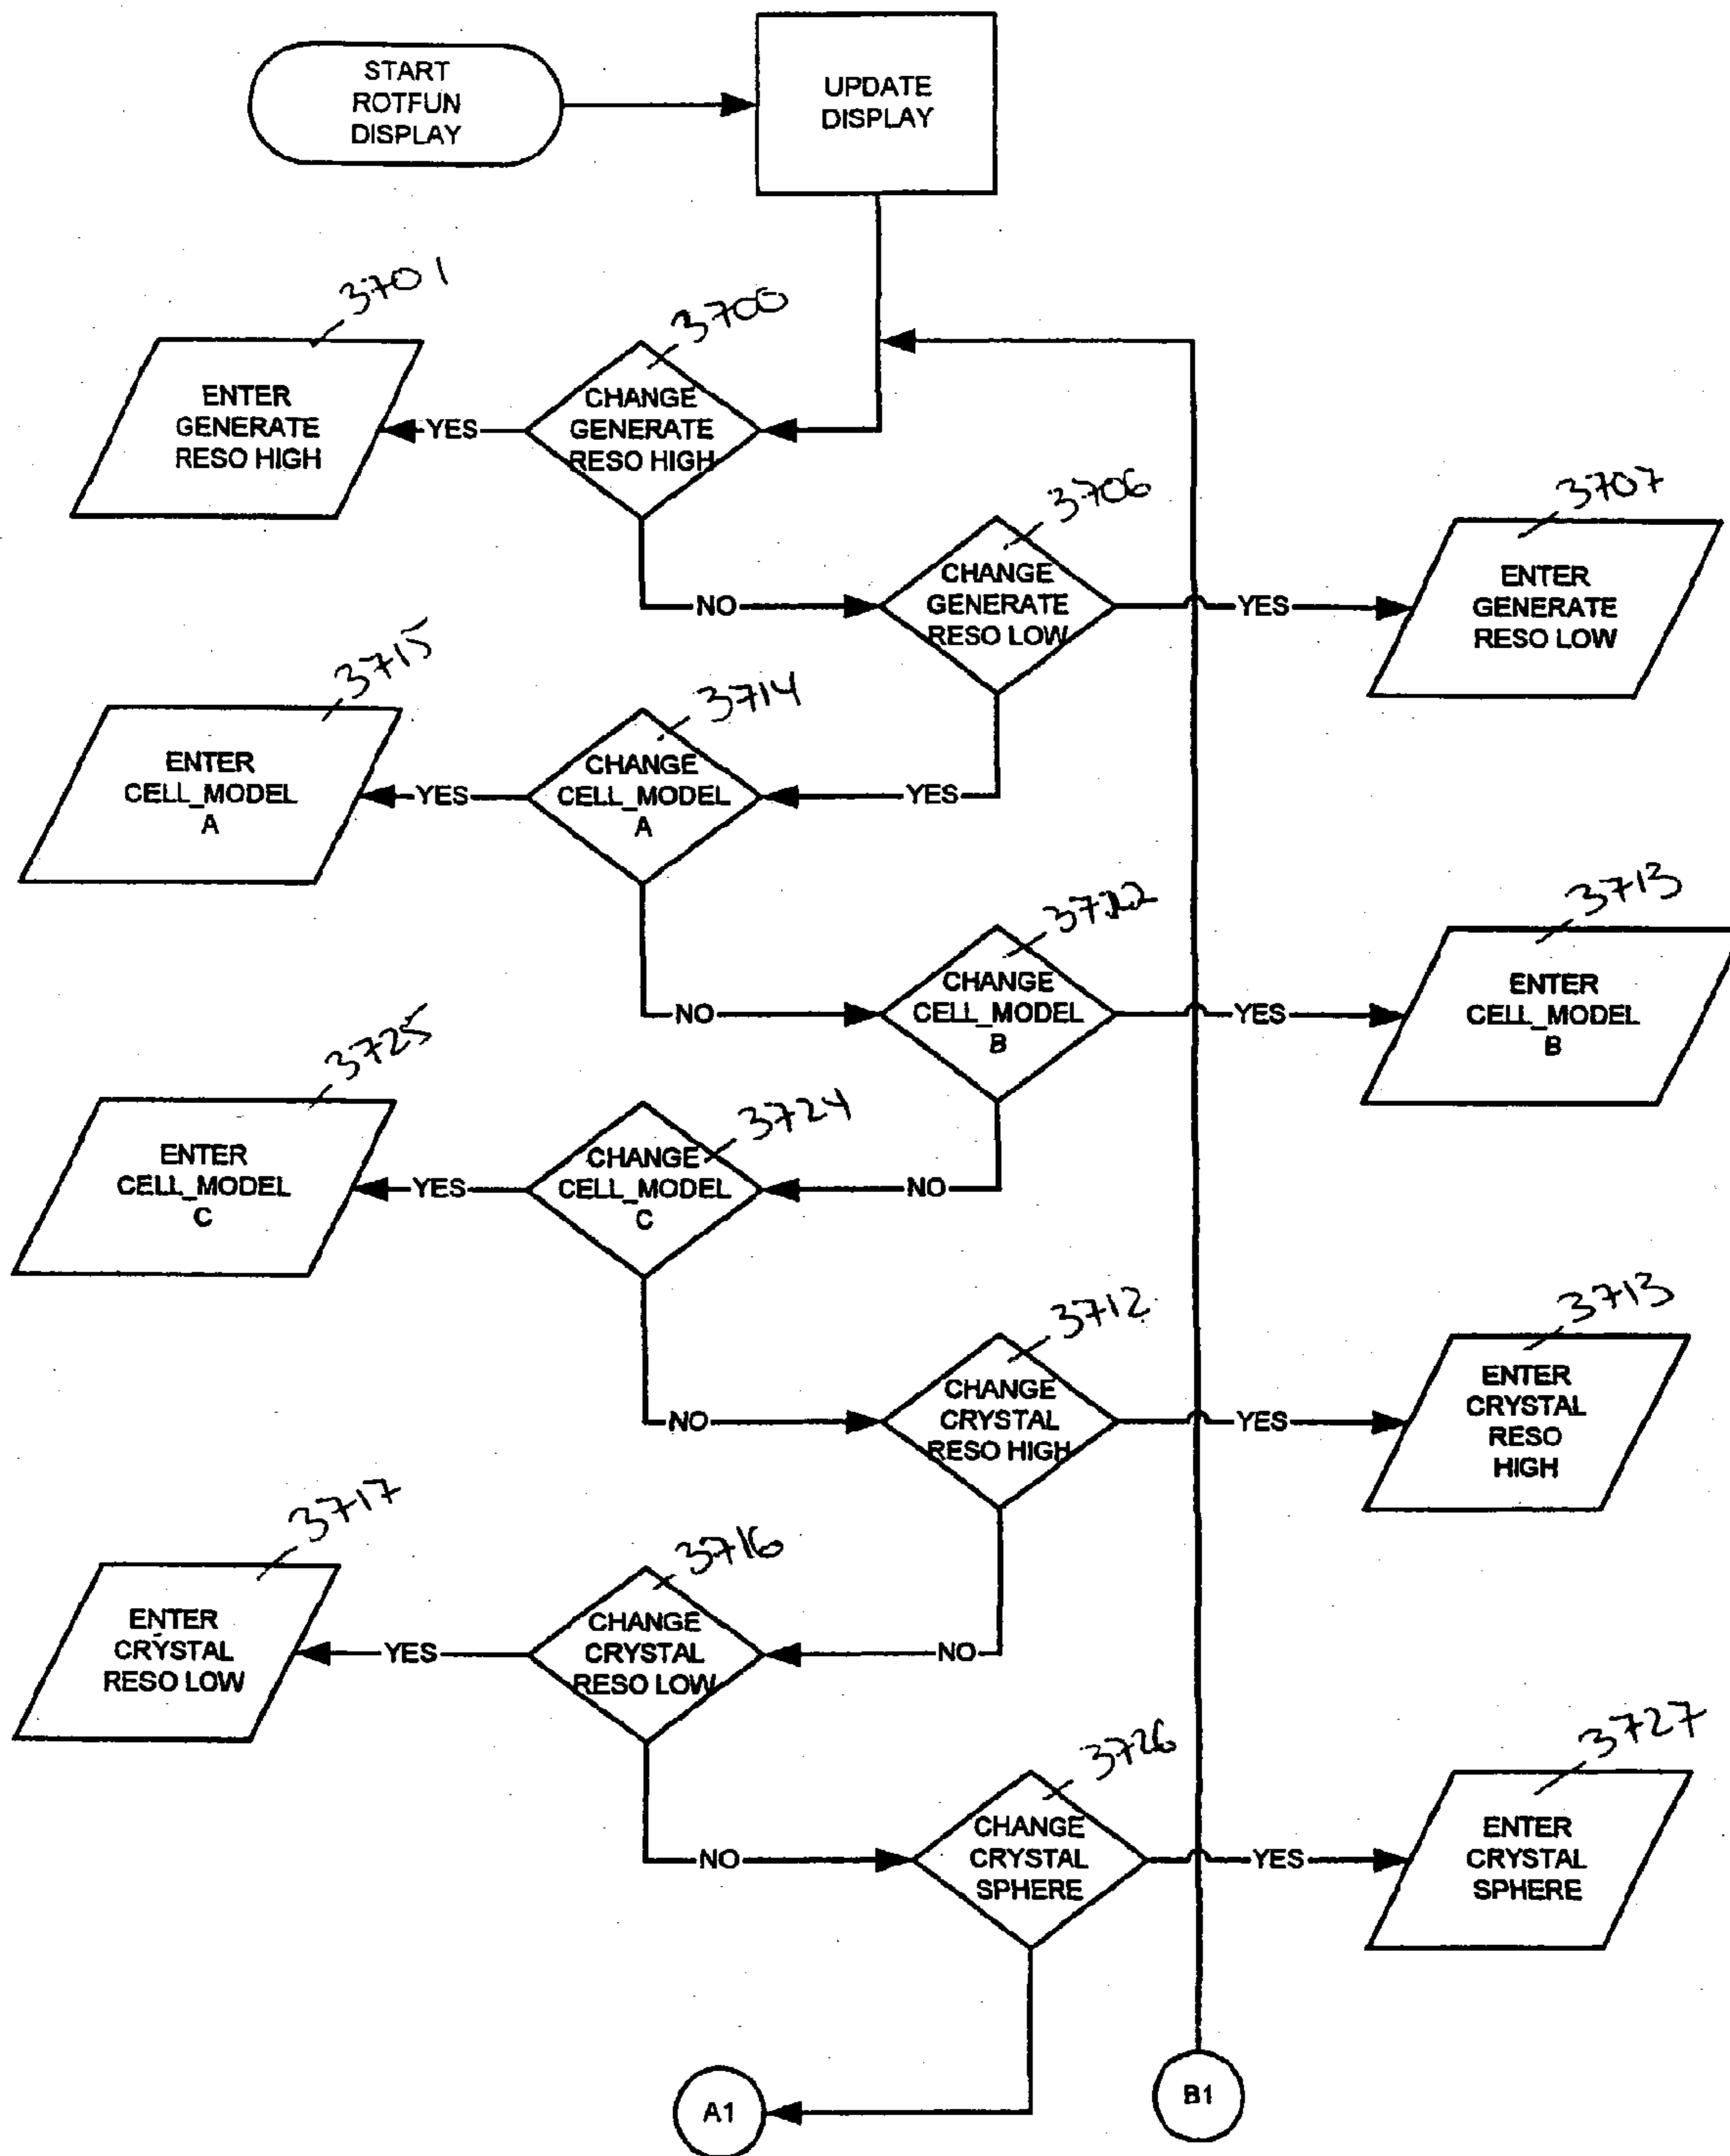 START
ROTFUN
DISPLAY
UPDATE
DISPLAY
3701
3700
ENTER
GENERATE
RESO HIGH
YES
CHANGE
GENERATE
RESO HIGH
3706
3707
NO
CHANGE
GENERATE
RESO LOW
YES
ENTER
GENERATE
RESO LOW
3715
3714
ENTER
CELL_MODEL
A
YES
CHANGE
CELL_MODEL
A
YES
3713
NO
CHANGE
CELL_MODEL
B
YES
ENTER
CELL_MODEL
B
3725
3724
ENTER
CELL_MODEL
C
YES
CHANGE
CELL_MODEL
C
NO
3712
3713
NO
CHANGE
CRYSTAL
RESO HIGH
YES
ENTER
CRYSTAL
RESO
HIGH
3717
3716
ENTER
CRYSTAL
RESO LOW
YES
CHANGE
CRYSTAL
RESO LOW
NO
3726
3727
NO
CHANGE
CRYSTAL
SPHERE
YES
ENTER
CRYSTAL
SPHERE
A1
B1